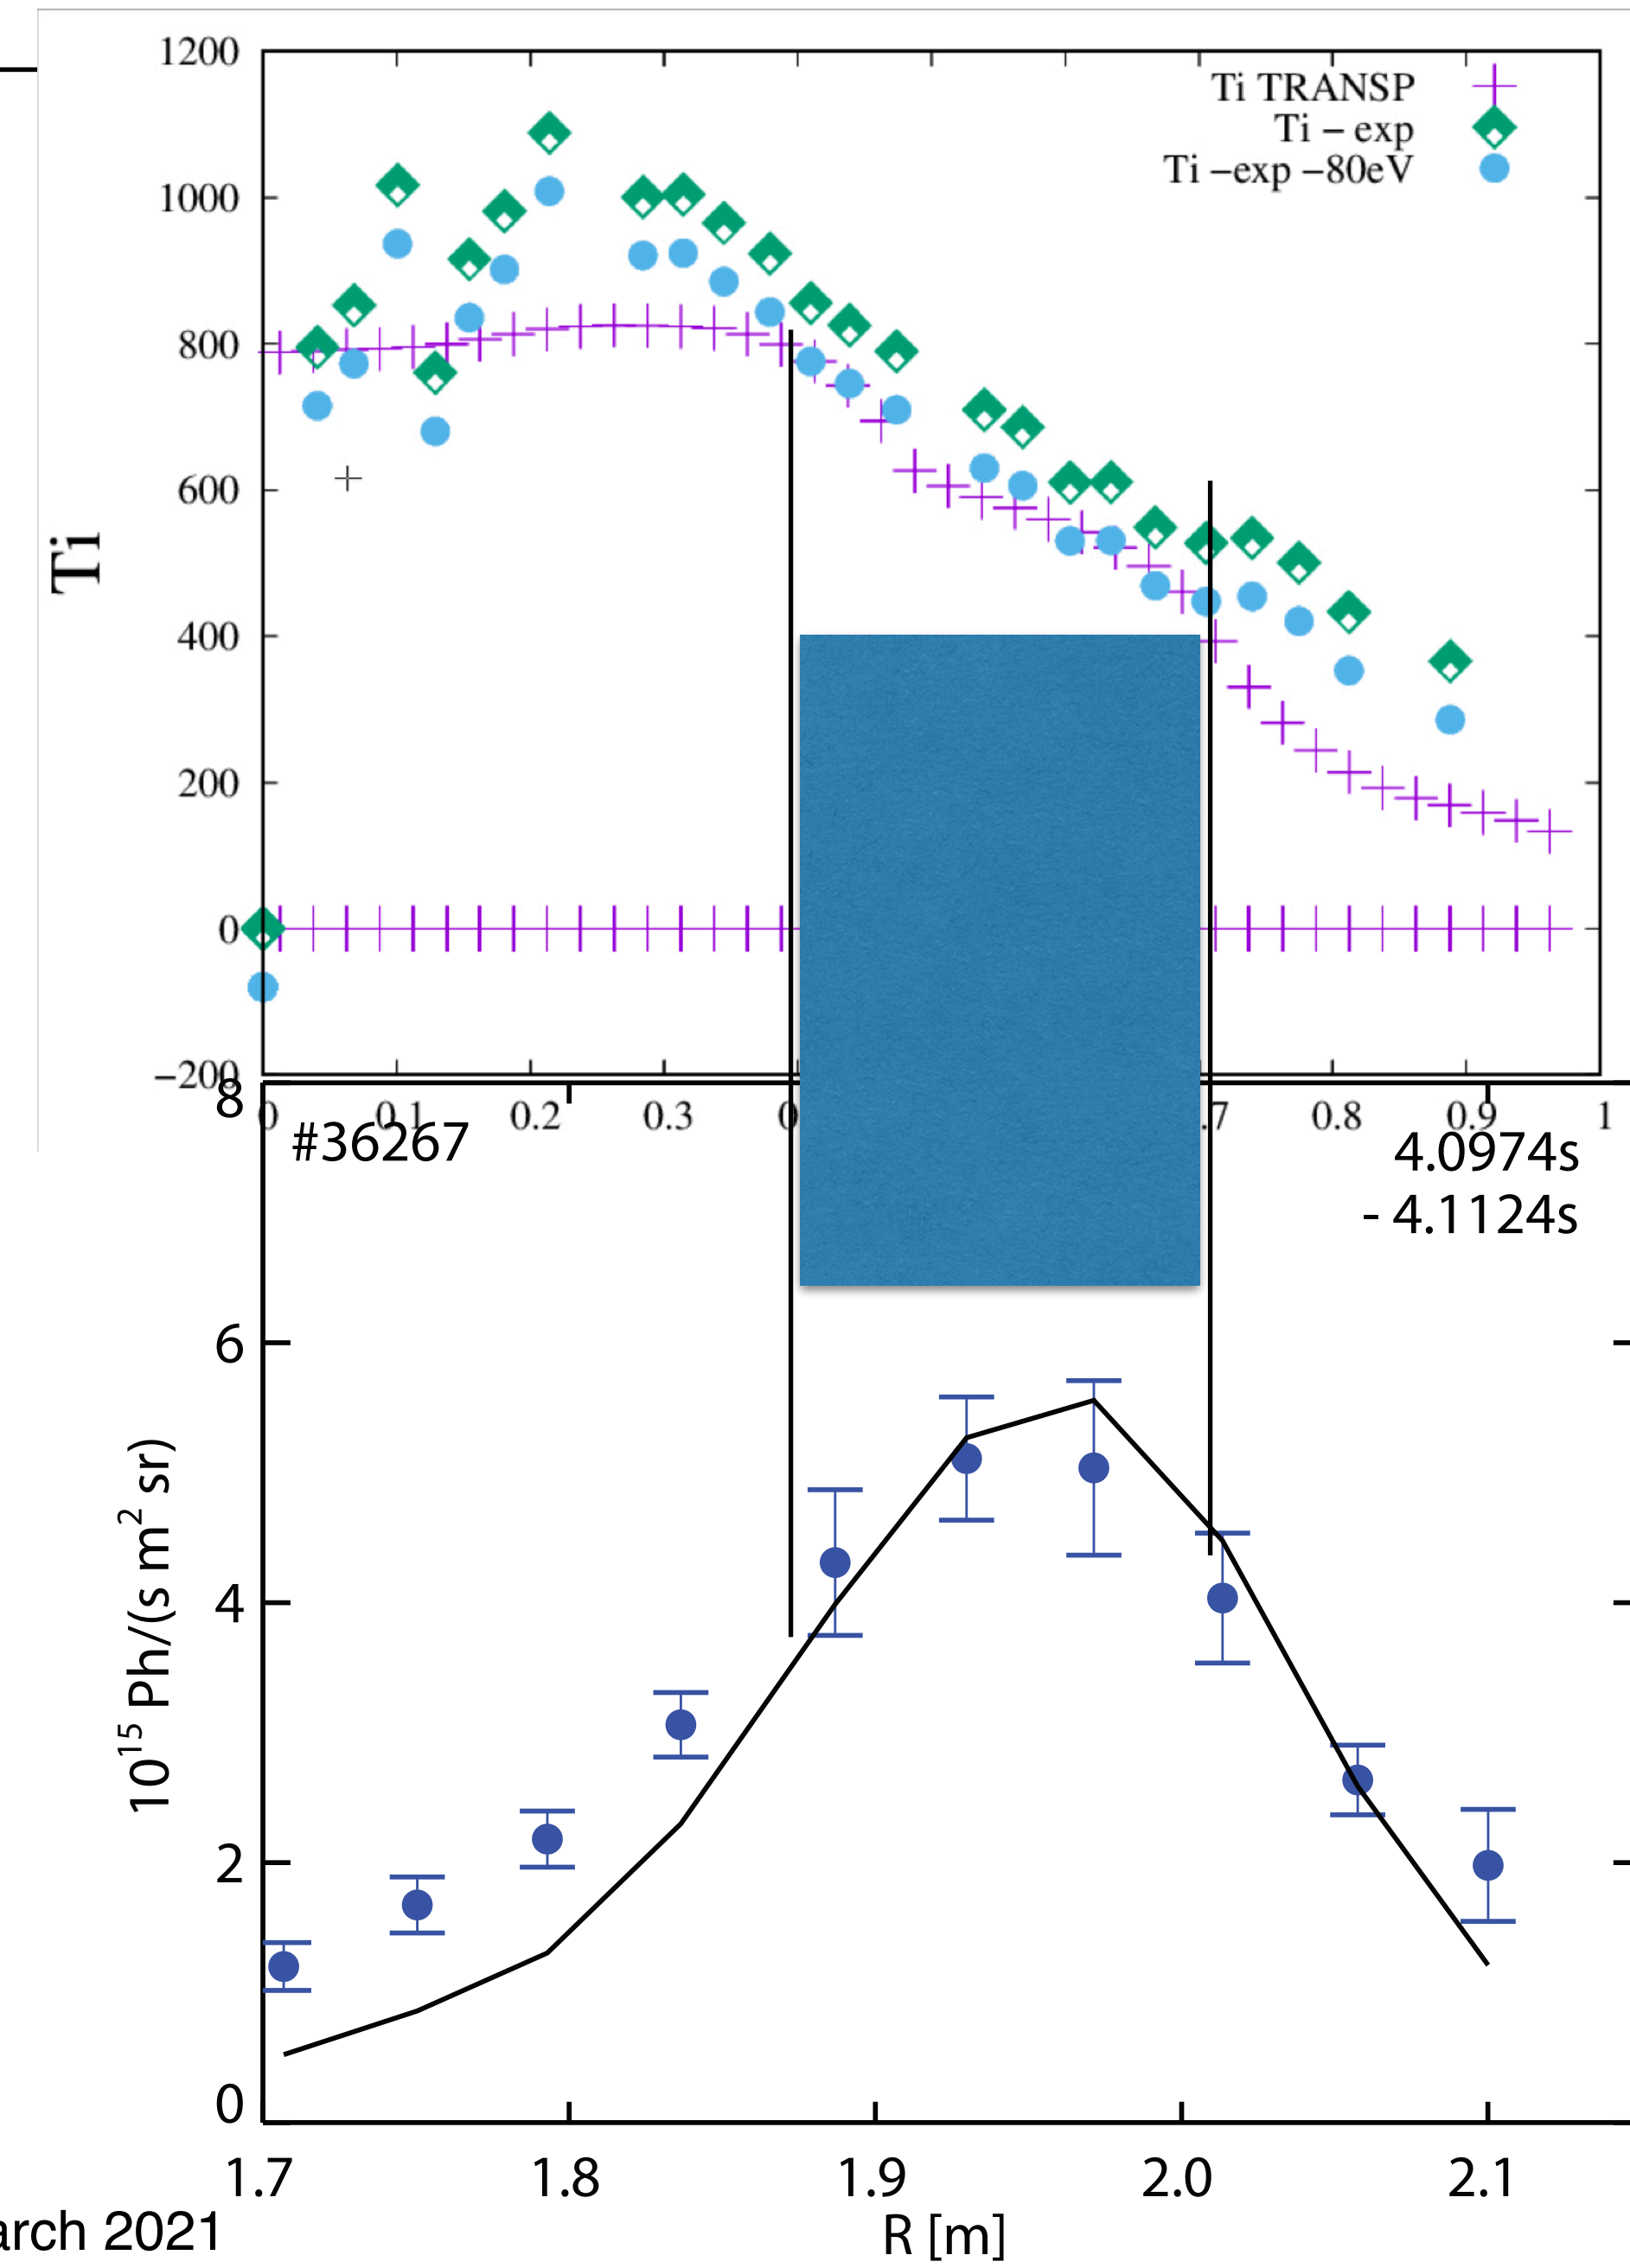 1200
Ti TRANSP
Ti – exp
Ti –exp –80eV
1000
800
600
400
200
0
−200
Ti
0 0.1 0.2 0.3 0 .7 0.8 0.9 1
8
#36267
4.0974s
- 4.1124s
6
4
2
0
10¹⁵ Ph/(s m² sr)
1.7 1.8 1.9 2.0 2.1
R [m]
arch 2021